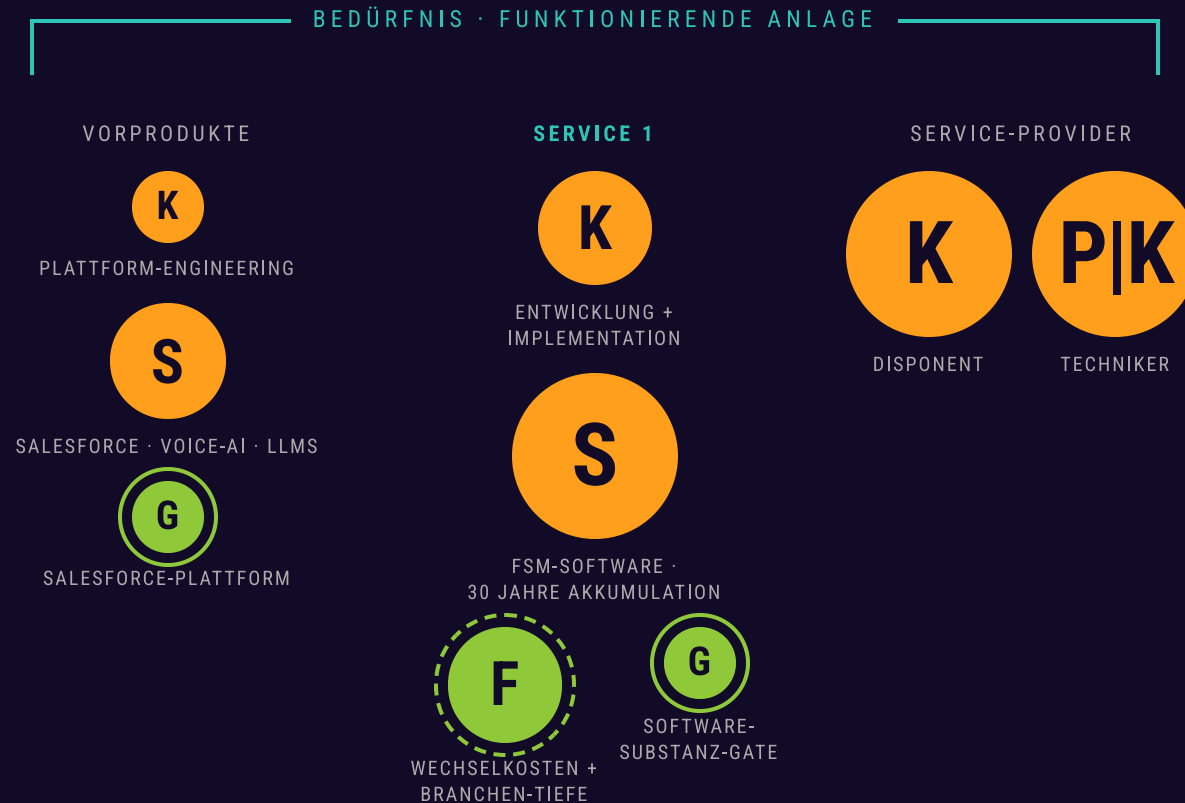 BEDÜRFNIS · FUNKTIONIERENDE ANLAGE
VORPRODUKTE
K
PLATTFORM-ENGINEERING
S
SALESFORCE · VOICE-AI · LLMS
G
SALESFORCE-PLATTFORM
SERVICE 1
K
ENTWICKLUNG +
IMPLEMENTATION
S
FSM-SOFTWARE ·
30 JAHRE AKKUMULATION
F
WECHSELKOSTEN +
BRANCHEN-TIEFE
G
SOFTWARE-
SUBSTANZ-GATE
SERVICE-PROVIDER
K
DISPONENT
P|K
TECHNIKER